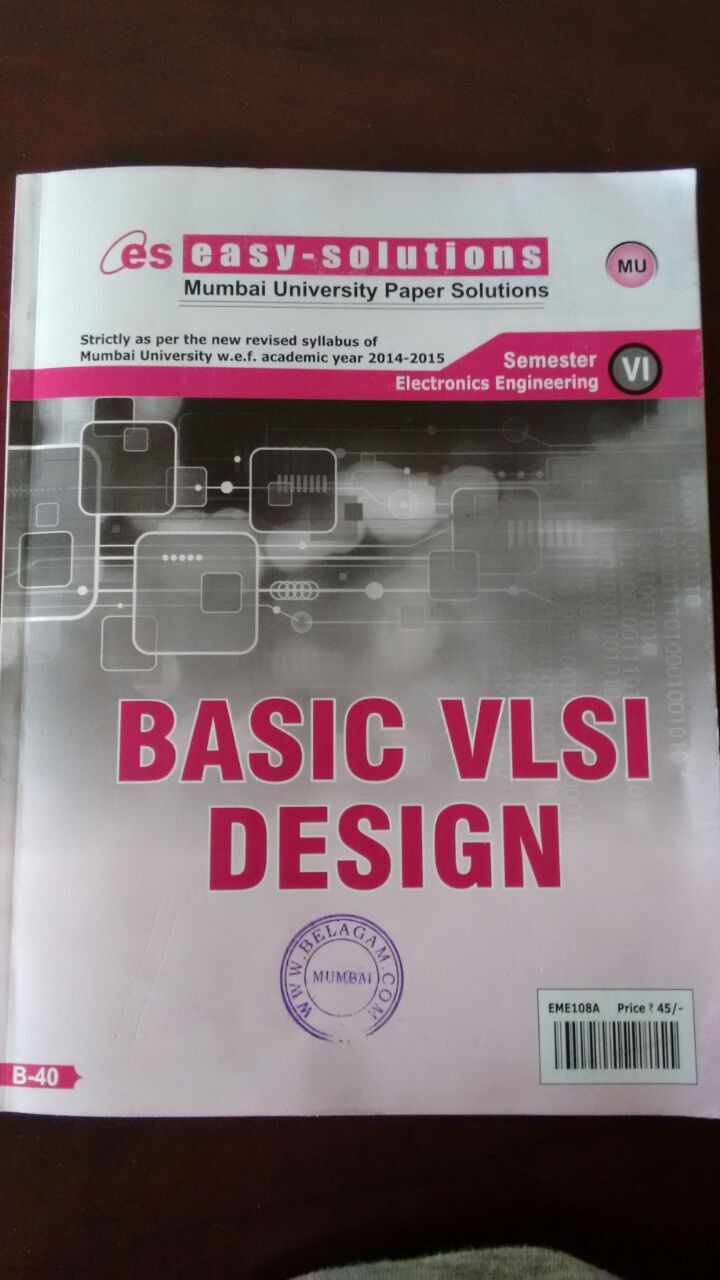 es easy-solutions
Mumbai University Paper Solutions
MU
Strictly as per the new revised syllabus of
Mumbai University w.e.f. academic year 2014-2015
Semester VI
Electronics Engineering
BASIC VLSI
DESIGN
WWW.BELAGAM.COM
MUMBAI
EME108A Price ₹ 45/-
B-40